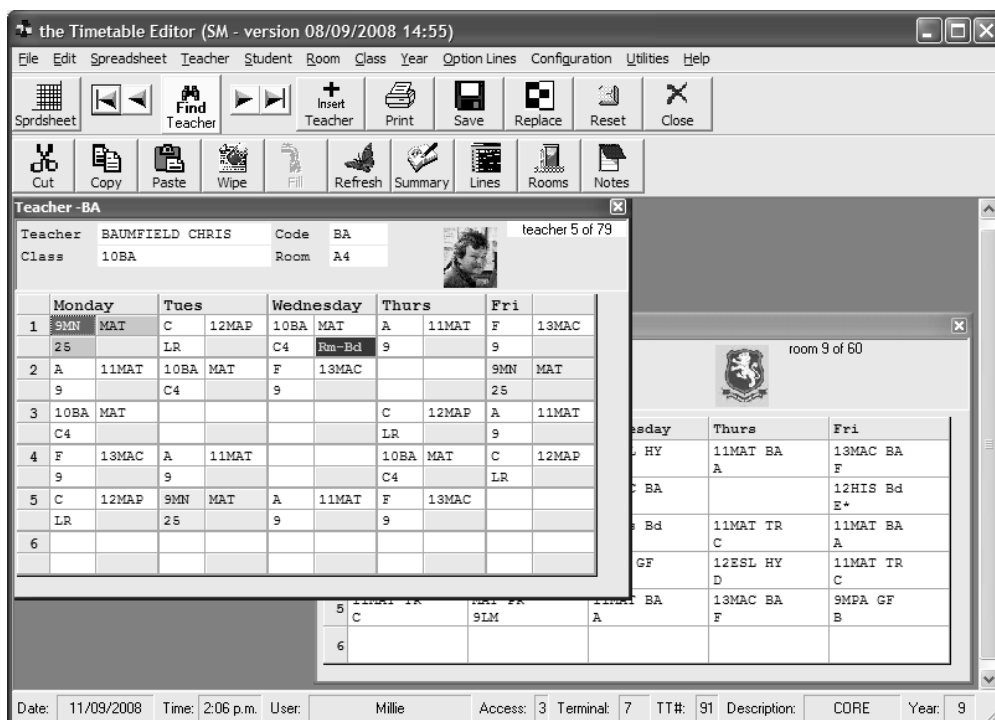 the Timetable Editor (SM - version 08/09/2008 14:55)
File Edit Spreadsheet Teacher Student Room Class Year Option Lines Configuration Utilities Help
Sprdsheet Find Teacher Insert Teacher Print Save Replace Reset Close
Cut Copy Paste Wipe Fill Refresh Summary Lines Rooms Notes
Teacher -BA
Teacher BAUMFIELD CHRIS Code BA teacher 5 of 79
Class 10BA Room A4
Monday Tues Wednesday Thurs Fri
1 9MN MAT C 12MAP 10BA MAT A 11MAT F 13MAC
25 LR C4 Rm-Bd 9 9
2 A 11MAT 10BA MAT F 13MAC 9MN MAT
9 C4 9 25
3 10BA MAT C 12MAP A 11MAT
C4 LR 9
4 F 13MAC A 11MAT 10BA MAT C 12MAP
9 9 C4 LR
5 C 12MAP 9MN MAT A 11MAT F 13MAC
LR 25 9 9
6
room 9 of 60
Thurs Fri
HY 11MAT BA 13MAC BA
A F
BA 12HIS Bd
E*
Bd 11MAT TR 11MAT BA
C A
GF 12ESL HY 11MAT TR
D C
5 11MAT TR MAT PR 11MAT BA 13MAC BA 9MPA GF
C 9LM A F B
6
Date: 11/09/2008 Time: 2:06 p.m. User: Millie Access: 3 Terminal: 7 TT#: 91 Description: CORE Year: 9